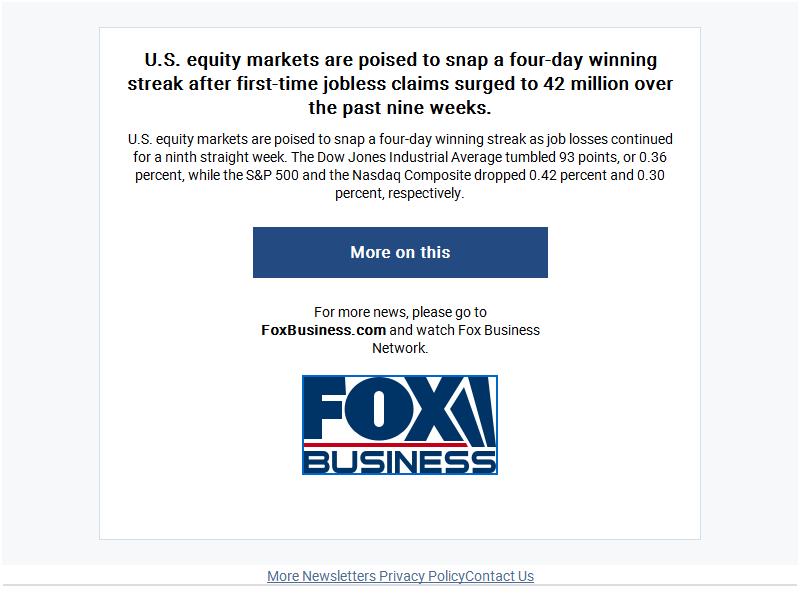 U.S. equity markets are poised to snap a four-day winning
streak after first-time jobless claims surged to 42 million over
the past nine weeks.
U.S. equity markets are poised to snap a four-day winning streak as job losses continued
for a ninth straight week. The Dow Jones Industrial Average tumbled 93 points, or 0.36
percent, while the S&P 500 and the Nasdaq Composite dropped 0.42 percent and 0.30
percent, respectively.
More on this
For more news, please go to
FoxBusiness.com and watch Fox Business
Network.
FOX
BUSINESS
More Newsletters Privacy PolicyContact Us